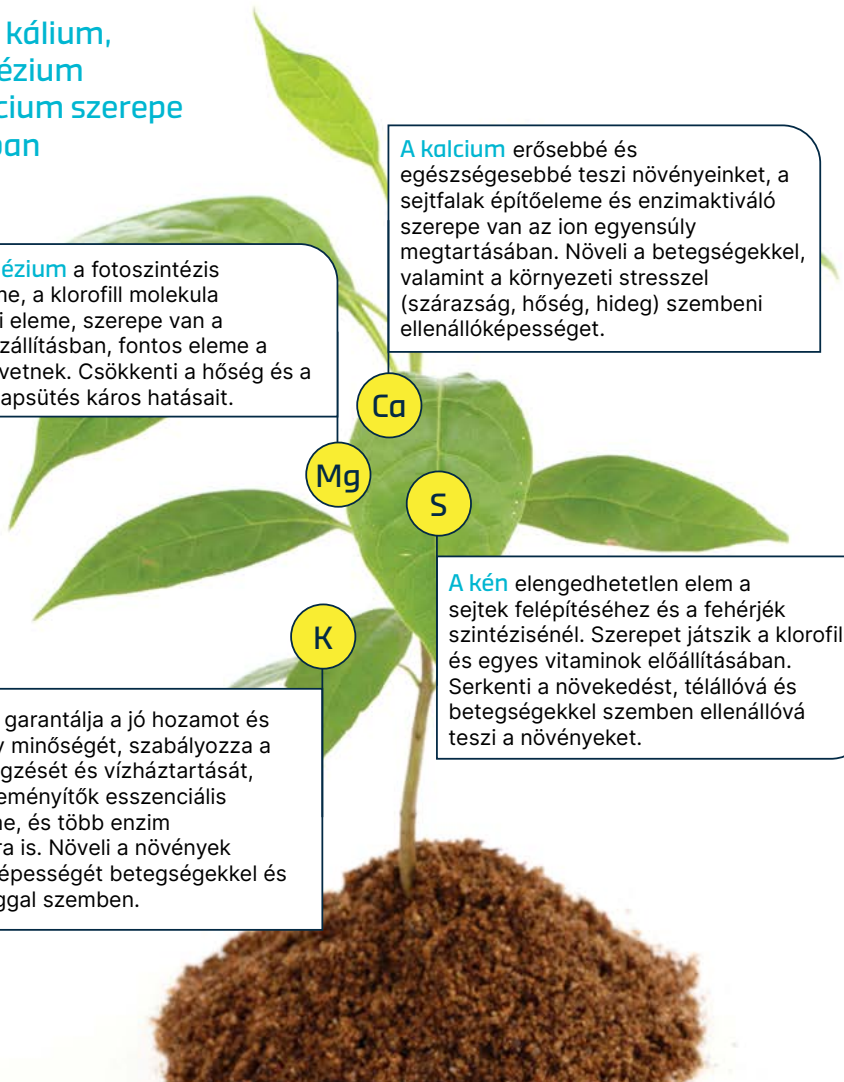 kálium,
ézium
cium szerepe
ban
A kalcium erősebbé és
egészségesebbé teszi növényeinket, a
sejtfalak építőeleme és enzimaktiváló
szerepe van az ion egyensúly
megtartásában. Növeli a betegségekkel,
valamint a környezeti stresszel
(szárazság, hőség, hideg) szembeni
ellenállóképességet.
ézium a fotoszintézis
ne, a klorofill molekula
i eleme, szerepe van a
zállításban, fontos eleme a
vetnek. Csökkenti a hőség és a
apsütés káros hatásait.
Ca
Mg
S
K
A kén elengedhetetlen elem a
sejtek felépítéséhez és a fehérjék
szintézisénél. Szerepet játszik a klorofil
és egyes vitaminok előállításában.
Serkenti a növekedést, télállóvá és
betegségekkel szemben ellenállóvá
teszi a növényeket.
garantálja a jó hozamot és
y minőségét, szabályozza a
gzését és vízháztartását,
eményítők esszenciális
ne, és több enzim
ra is. Növeli a növények
épességét betegségekkel és
ggal szemben.